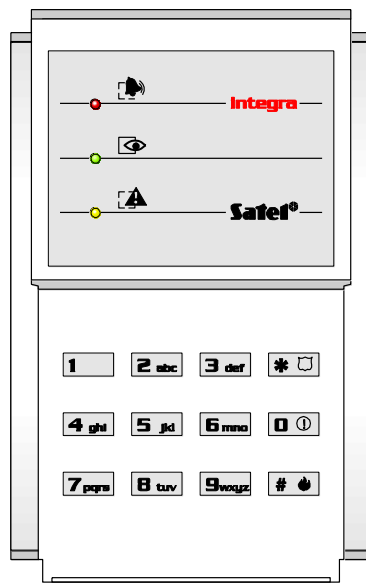 Integra
Satel®
1 2 abc 3 def *
4 ghi 5 jkl 6 mno 0
7 pqrs 8 tuv 9 wxyz #